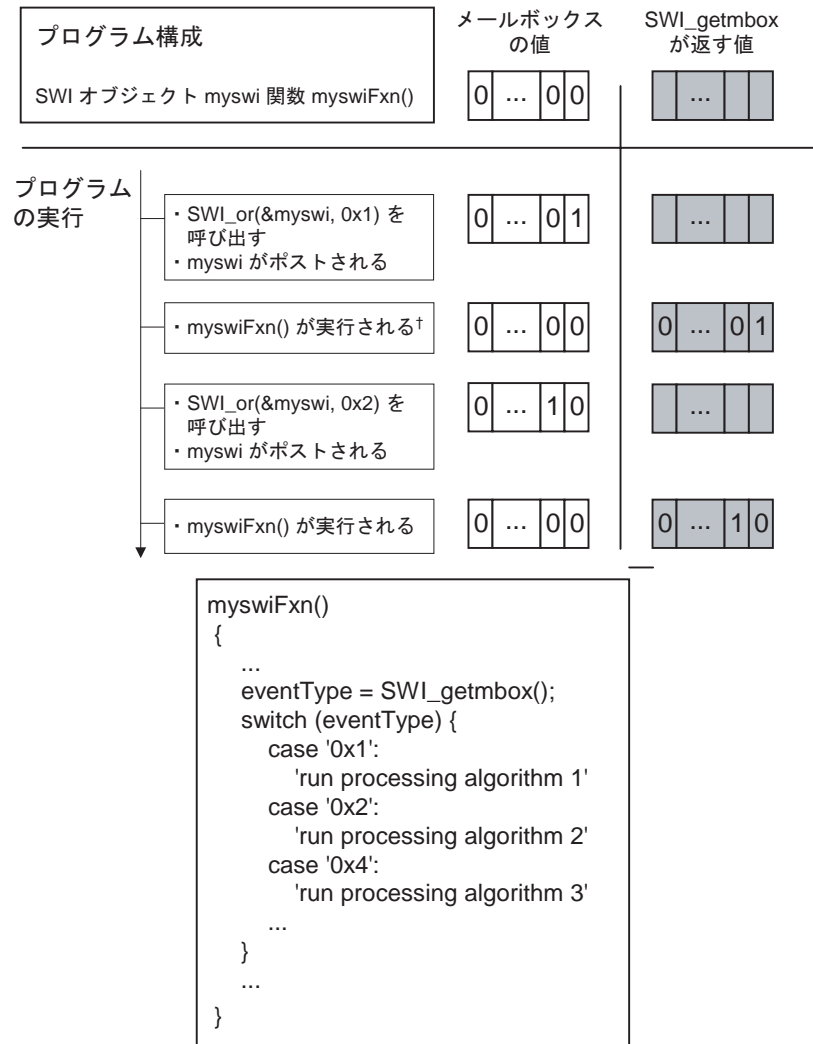 プログラム構成
SWI オブジェクト myswi 関数 myswiFxn()
メールボックス
の値
SWI_getmbox
が返す値
0 ... 0 0
...
プログラム
の実行
・SWI_or(&myswi, 0x1) を
呼び出す
・myswi がポストされる
0 ... 0 1
...
・myswiFxn() が実行される†
0 ... 0 0
0 ... 0 1
・SWI_or(&myswi, 0x2) を
呼び出す
・myswi がポストされる
0 ... 1 0
...
・myswiFxn() が実行される
0 ... 0 0
0 ... 1 0
myswiFxn()
{
...
eventType = SWI_getmbox();
switch (eventType) {
case '0x1':
'run processing algorithm 1'
case '0x2':
'run processing algorithm 2'
case '0x4':
'run processing algorithm 3'
...
}
...
}